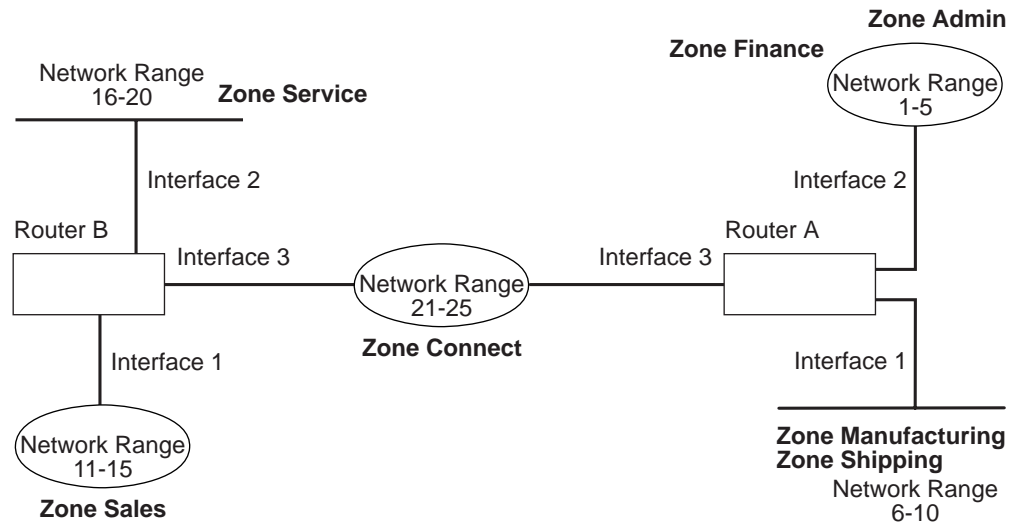 Zone Admin
Zone Finance
Network Range
1-5
Network Range
16-20
Zone Service
Interface 2
Interface 2
Router B
Router A
Interface 3
Interface 3
Network Range
21-25
Zone Connect
Interface 1
Interface 1
Network Range
11-15
Zone Sales
Zone Manufacturing
Zone Shipping
Network Range
6-10